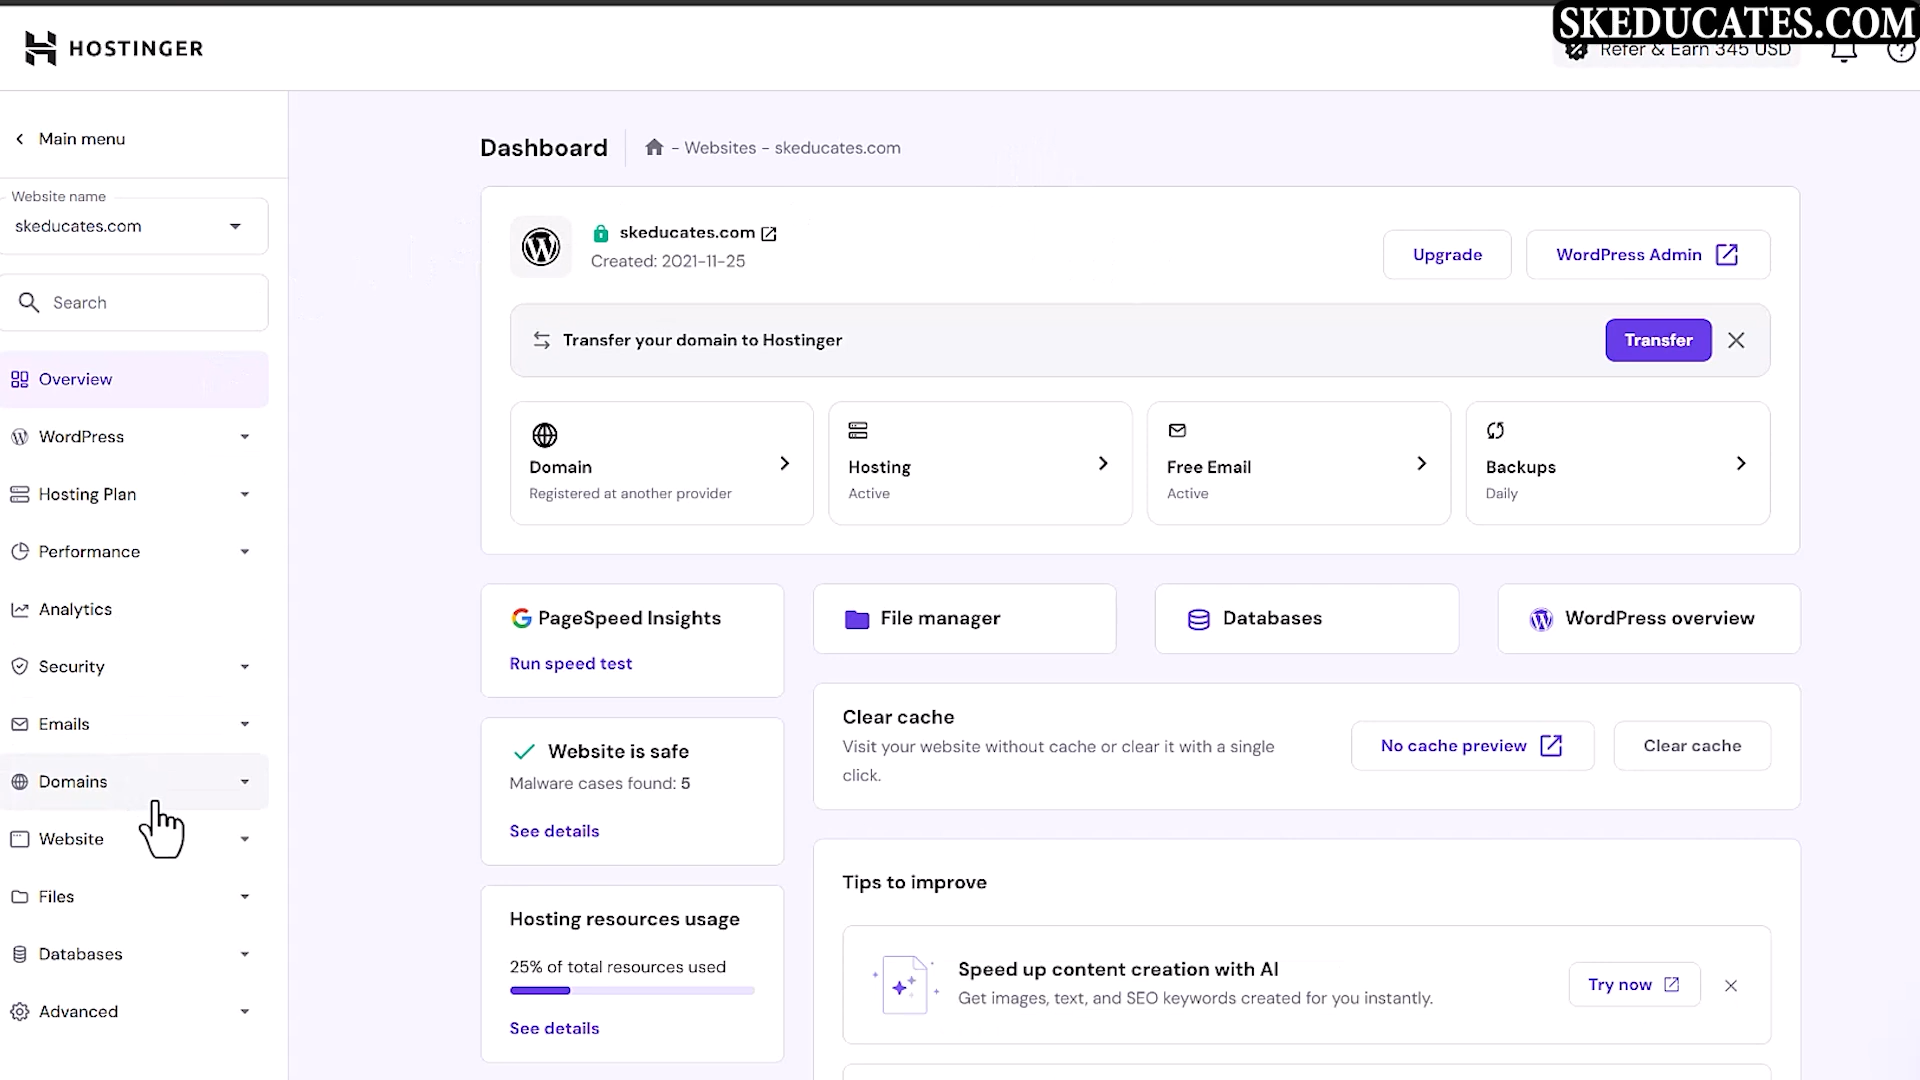 SKEDUCATES.COM
HOSTINGER
Refer & Earn 345 USD
Main menu
Dashboard
- Websites - skeducates.com
Website name
skeducates.com
Search
Overview
WordPress
Hosting Plan
Performance
Analytics
Security
Emails
Domains
Website
Files
Databases
Advanced
skeducates.com
Created: 2021-11-25
Upgrade
WordPress Admin
Transfer your domain to Hostinger
Transfer
Domain
Registered at another provider
Hosting
Active
Free Email
Active
Backups
Daily
PageSpeed Insights
Run speed test
File manager
Databases
WordPress overview
Website is safe
Malware cases found: 5
See details
Clear cache
Visit your website without cache or clear it with a single
click.
No cache preview
Clear cache
Hosting resources usage
25% of total resources used
See details
Tips to improve
Speed up content creation with AI
Get images, text, and SEO keywords created for you instantly.
Try now